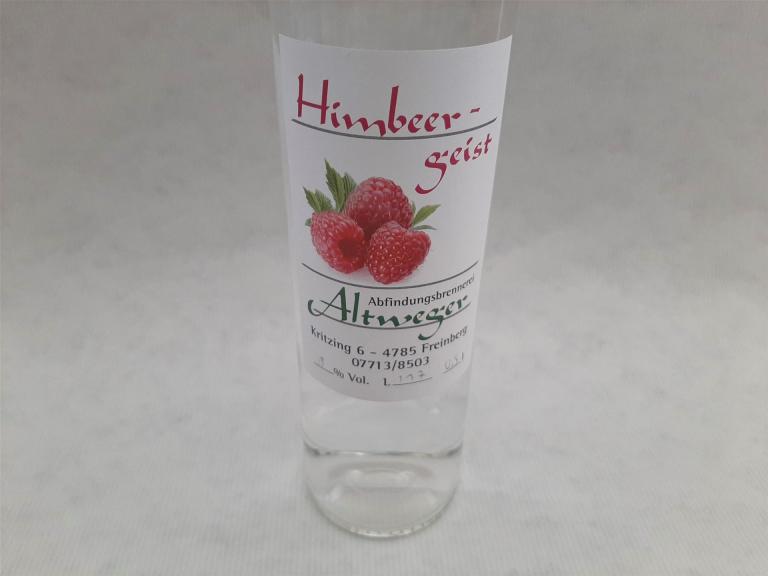 Himbeer-
geist
Abfindungsbrennerei
Altweger
Kritzing 6 - 4785 Freinberg
07713/8503
% Vol. L